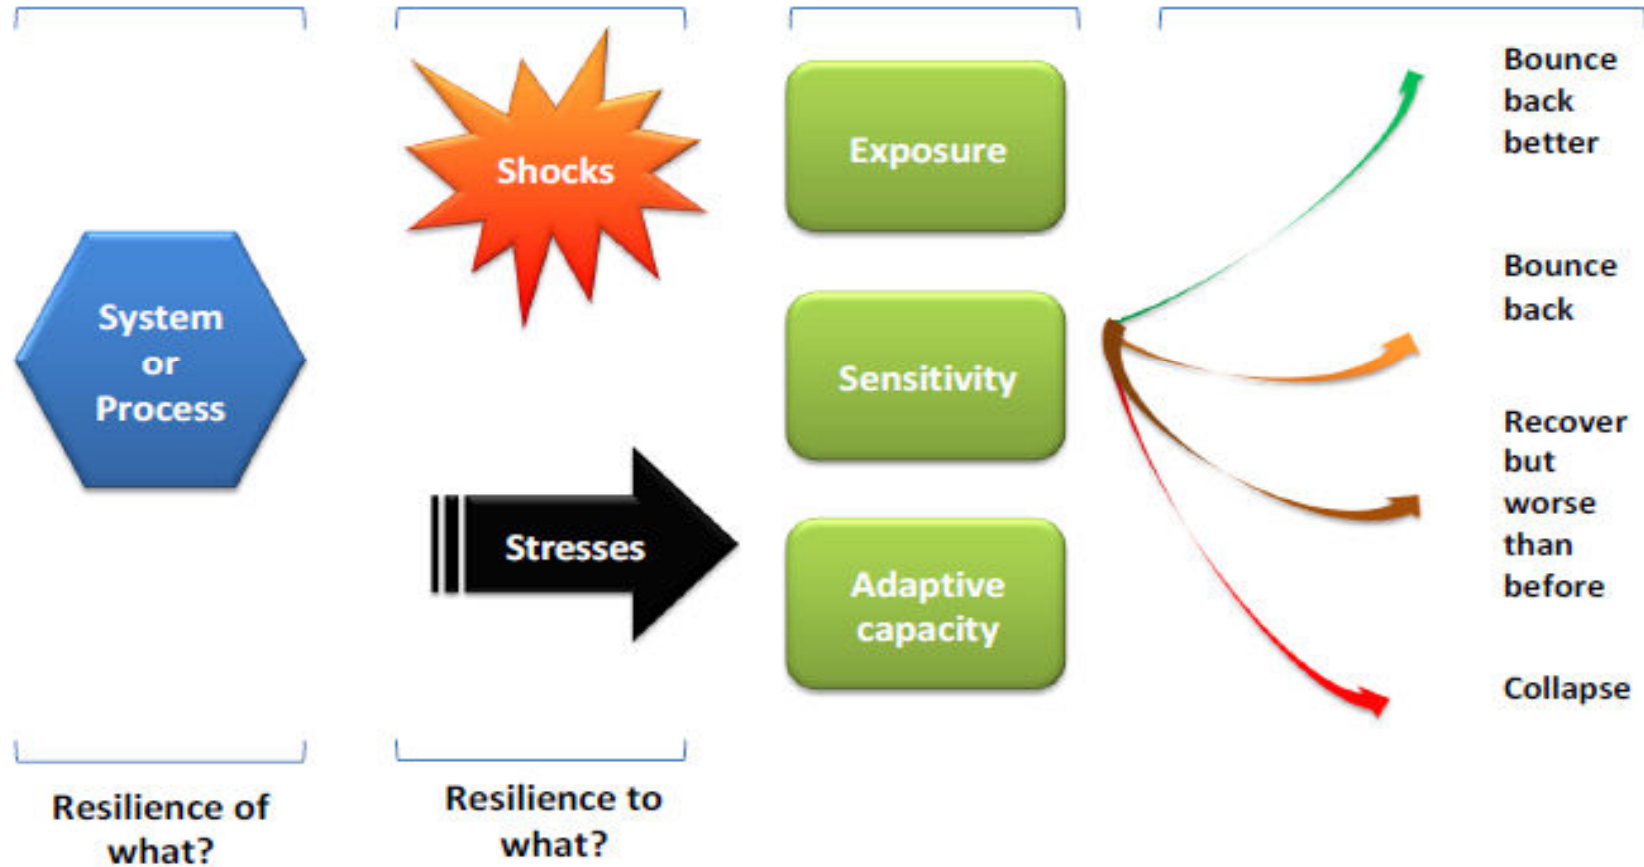 System
or
Process
Resilience of
what?
Shocks
Stresses
Resilience to
what?
Exposure
Sensitivity
Adaptive
capacity
Bounce
back
better
Bounce
back
Recover
but
worse
than
before
Collapse